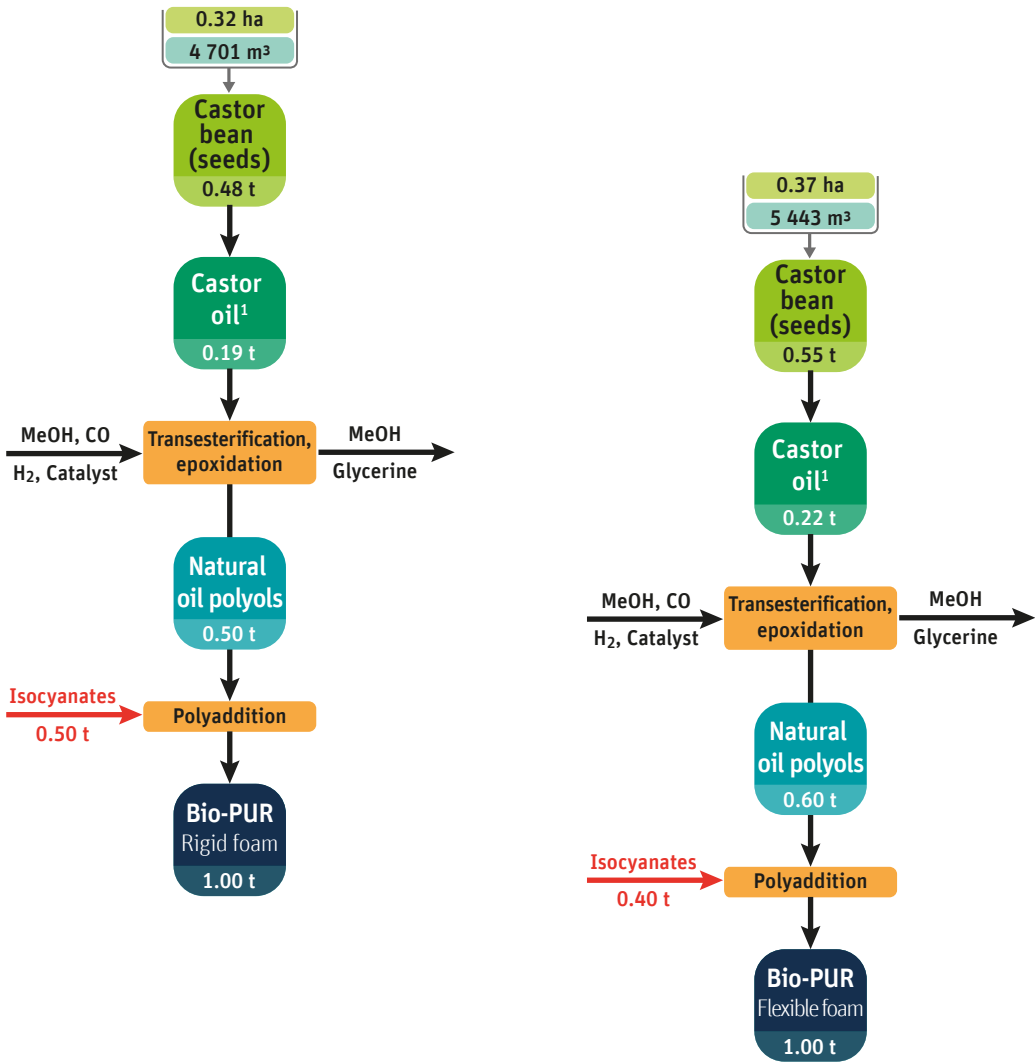 0.32 ha
4 701 m³
Castor
bean
(seeds)
0.48 t
Castor
oil¹
0.19 t
MeOH, CO
H₂, Catalyst
Transesterification,
epoxidation
MeOH
Glycerine
Natural
oil polyols
0.50 t
Isocyanates
0.50 t
Polyaddition
Bio-PUR
Rigid foam
1.00 t
0.37 ha
5 443 m³
Castor
bean
(seeds)
0.55 t
Castor
oil¹
0.22 t
MeOH, CO
H₂, Catalyst
Transesterification,
epoxidation
MeOH
Glycerine
Natural
oil polyols
0.60 t
Isocyanates
0.40 t
Polyaddition
Bio-PUR
Flexible foam
1.00 t